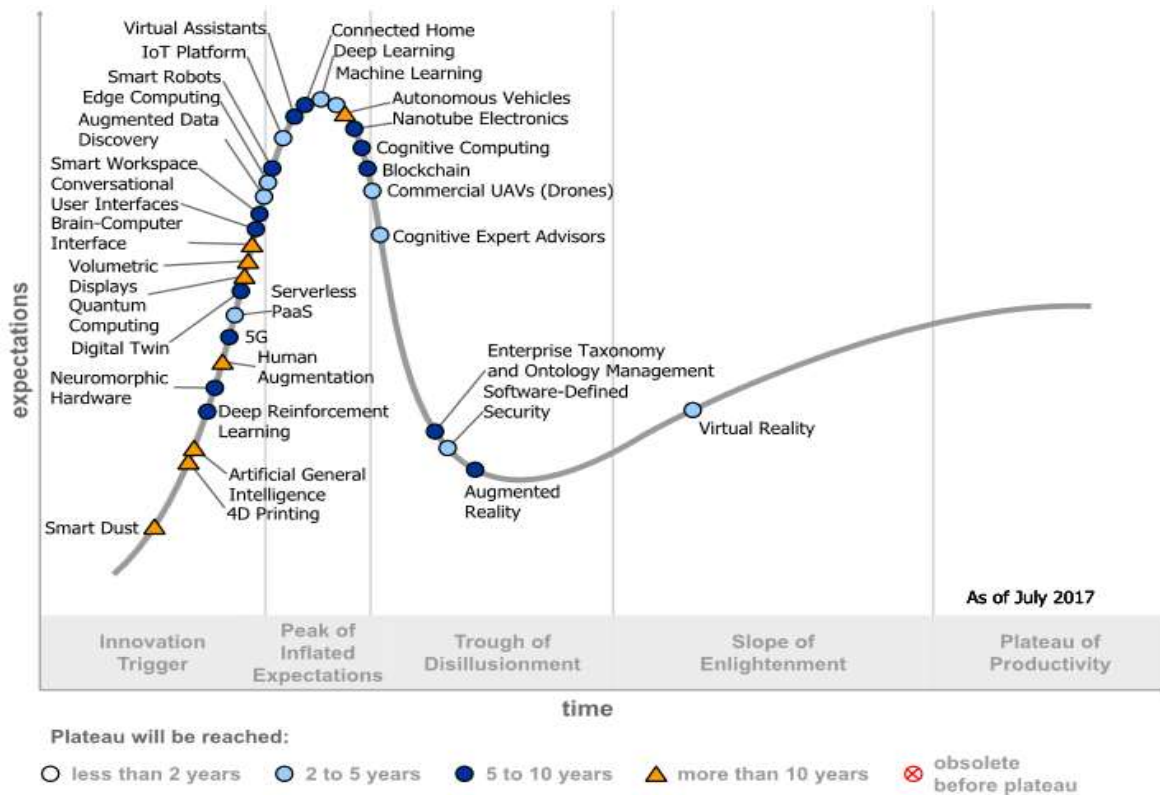 expectations
Virtual Assistants
IoT Platform
Smart Robots
Edge Computing
Augmented Data
Discovery
Smart Workspace
Conversational
User Interfaces
Brain-Computer
Interface
Volumetric
Displays
Quantum
Computing
Digital Twin
Serverless
PaaS
5G
Human
Augmentation
Neuromorphic
Hardware
Deep Reinforcement
Learning
Artificial General
Intelligence
4D Printing
Smart Dust
Connected Home
Deep Learning
Machine Learning
Autonomous Vehicles
Nanotube Electronics
Cognitive Computing
Blockchain
Commercial UAVs (Drones)
Cognitive Expert Advisors
Enterprise Taxonomy
and Ontology Management
Software-Defined
Security
Augmented
Reality
Virtual Reality
As of July 2017
Innovation
Trigger
Peak of
Inflated
Expectations
Trough of
Disillusionment
Slope of
Enlightenment
Plateau of
Productivity
time
Plateau will be reached:
less than 2 years
2 to 5 years
5 to 10 years
more than 10 years
obsolete
before plateau